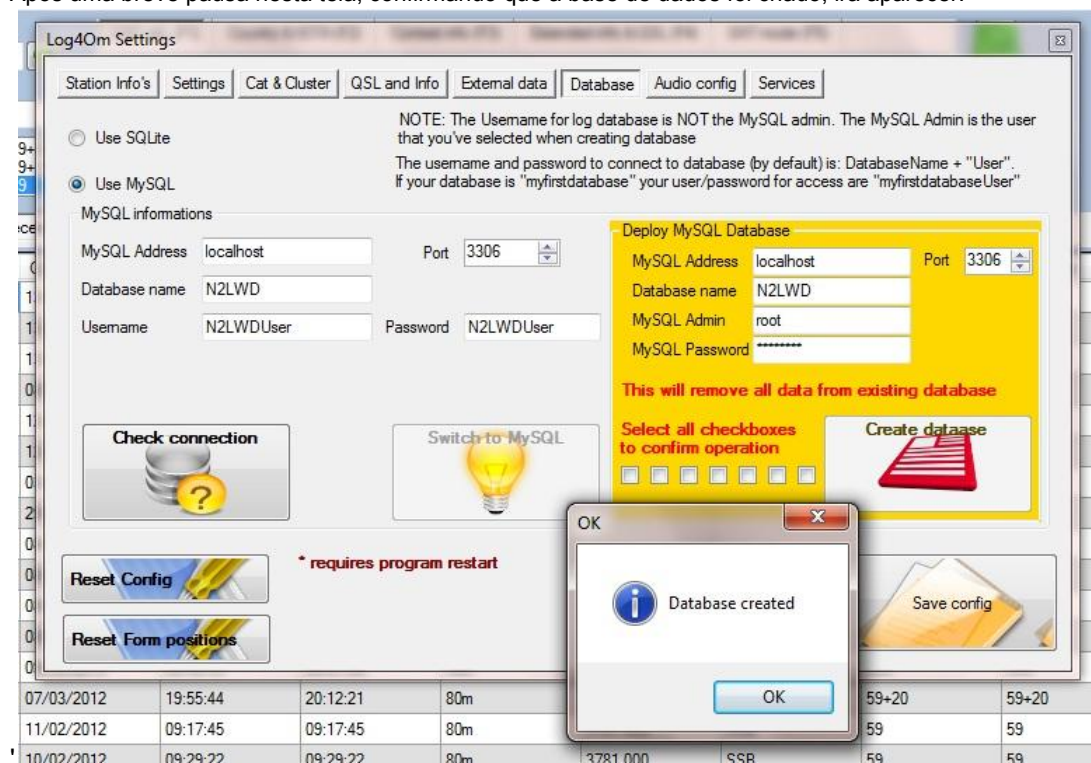 Após uma breve pausa nesta tela, confirmando que a base de dados foi criado, irá aparecer:
Log4Om Settings
Station Info's Settings Cat & Cluster QSL and Info External data Database Audio config Services
Use SQLite
Use MySQL
NOTE: The Username for log database is NOT the MySQL admin. The MySQL Admin is the user
that you've selected when creating database
The username and password to connect to database (by default) is: DatabaseName + "User".
If your database is "myfirstdatabase" your user/password for access are "myfirstdatabaseUser"
MySQL informations
MySQL Address localhost Port 3306
Database name N2LWD
Username N2LWDUser Password N2LWDUser
Deploy MySQL Database
MySQL Address localhost Port 3306
Database name N2LWD
MySQL Admin root
MySQL Password ********
This will remove all data from existing database
Select all checkboxes
to confirm operation
Create dataase
Check connection
Switch to MySQL
Reset Config
* requires program restart
Reset Form positions
Save config
OK
Database created
OK
07/03/2012 19:55:44 20:12:21 80m 59+20 59+20
11/02/2012 09:17:45 09:17:45 80m 59 59
10/02/2012 09:29:22 09:29:22 80m 3781.000 SSB 59 59